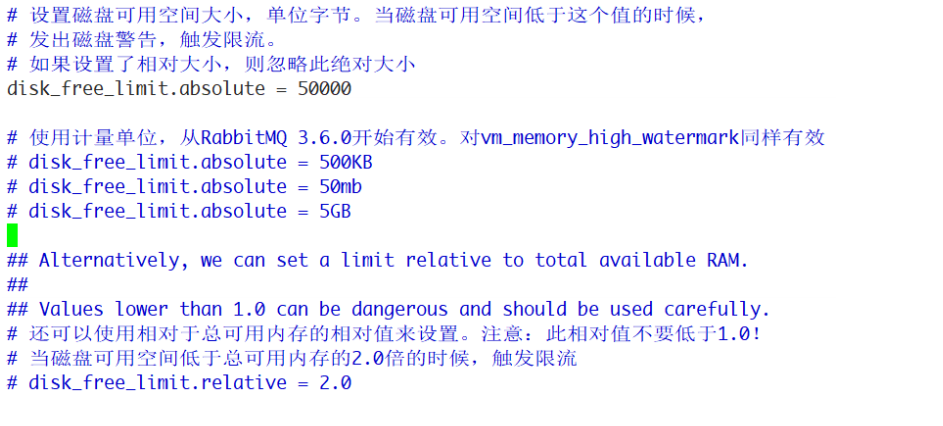 # 设置磁盘可用空间大小，单位字节。当磁盘可用空间低于这个值的时候，
# 发出磁盘警告，触发限流。
# 如果设置了相对大小，则忽略此绝对大小
disk_free_limit.absolute = 50000
# 使用计量单位，从RabbitMQ 3.6.0开始有效。对vm_memory_high_watermark同样有效
# disk_free_limit.absolute = 500KB
# disk_free_limit.absolute = 50mb
# disk_free_limit.absolute = 5GB
## Alternatively, we can set a limit relative to total available RAM.
##
## Values lower than 1.0 can be dangerous and should be used carefully.
# 还可以使用相对于总可用内存的相对值来设置。注意：此相对值不要低于1.0！
# 当磁盘可用空间低于总可用内存的2.0倍的时候，触发限流
# disk_free_limit.relative = 2.0